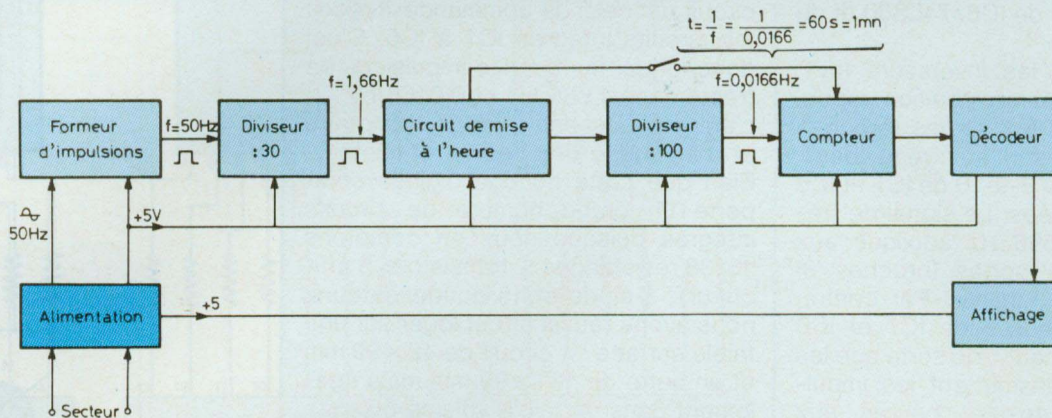 t = 1/f = 1/0,0166 = 60 s = 1mn
f=1,66Hz
f=0,0166Hz
Formeur
d'impulsions
f=50Hz
Diviseur
:30
Circuit de mise
à l'heure
Diviseur
:100
Compteur
Décodeur
50Hz
+5V
Alimentation
+5
Affichage
Secteur